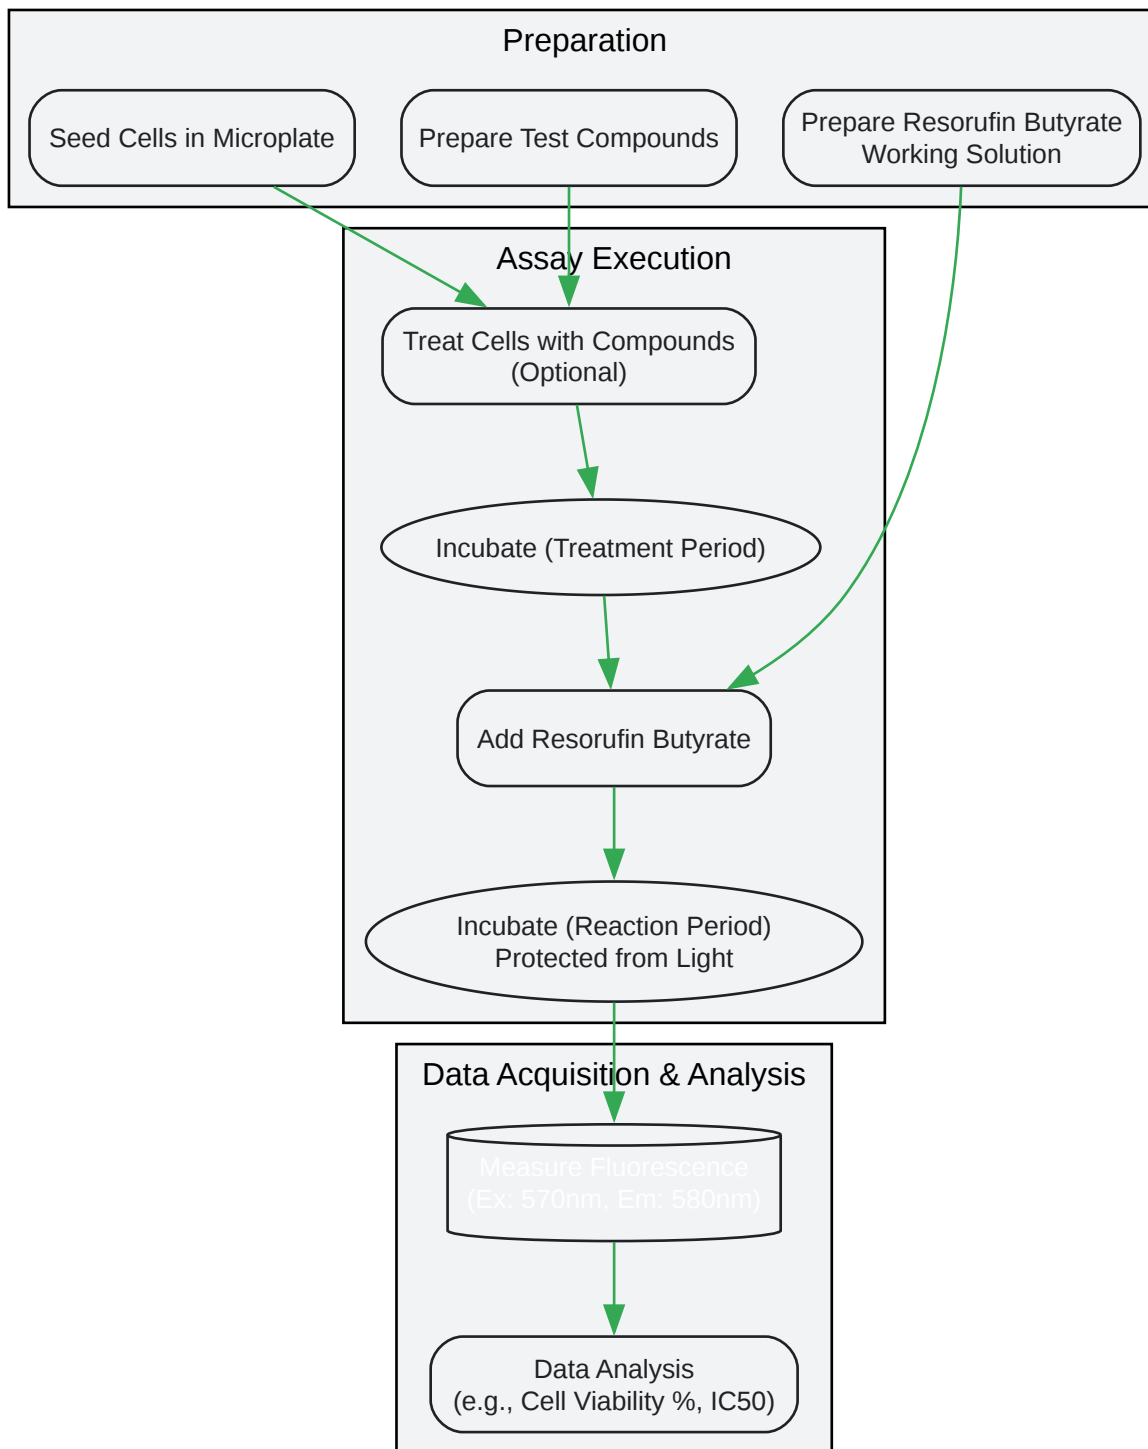 Preparation
Seed Cells in Microplate
Prepare Test Compounds
Prepare Resorufin Butyrate
Working Solution
Assay Execution
Treat Cells with Compounds
(Optional)
Incubate (Treatment Period)
Add Resorufin Butyrate
Incubate (Reaction Period)
Protected from Light
Data Acquisition & Analysis
Measure Fluorescence
(Ex: 570nm, Em: 580nm)
Data Analysis
(e.g., Cell Viability %, IC50)